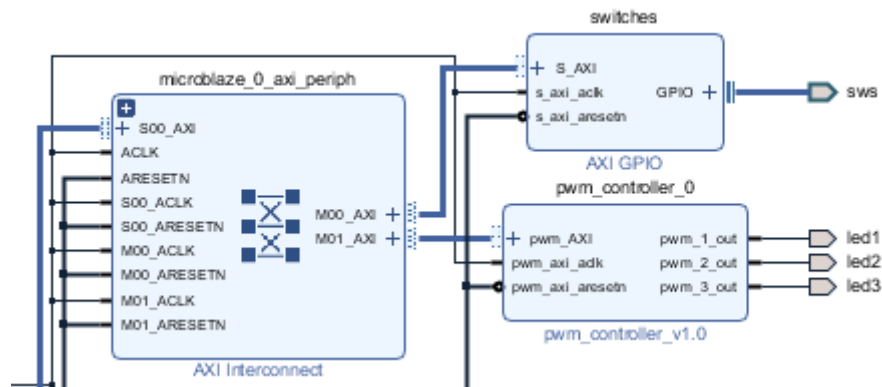 switches
S_AXI
s_axi_aclk
s_axi_aresetn
GPIO
sws
AXI GPIO
microblaze_0_axi_periph
S00_AXI
ACLK
ARESETN
S00_ACLK
S00_ARESETN
M00_ACLK
M00_ARESETN
M01_ACLK
M01_ARESETN
M00_AXI
M01_AXI
AXI Interconnect
pwm_controller_0
pwm_AXI
pwm_axi_aclk
pwm_axi_aresetn
pwm_1_out
pwm_2_out
pwm_3_out
led1
led2
led3
pwm_controller_v1.0